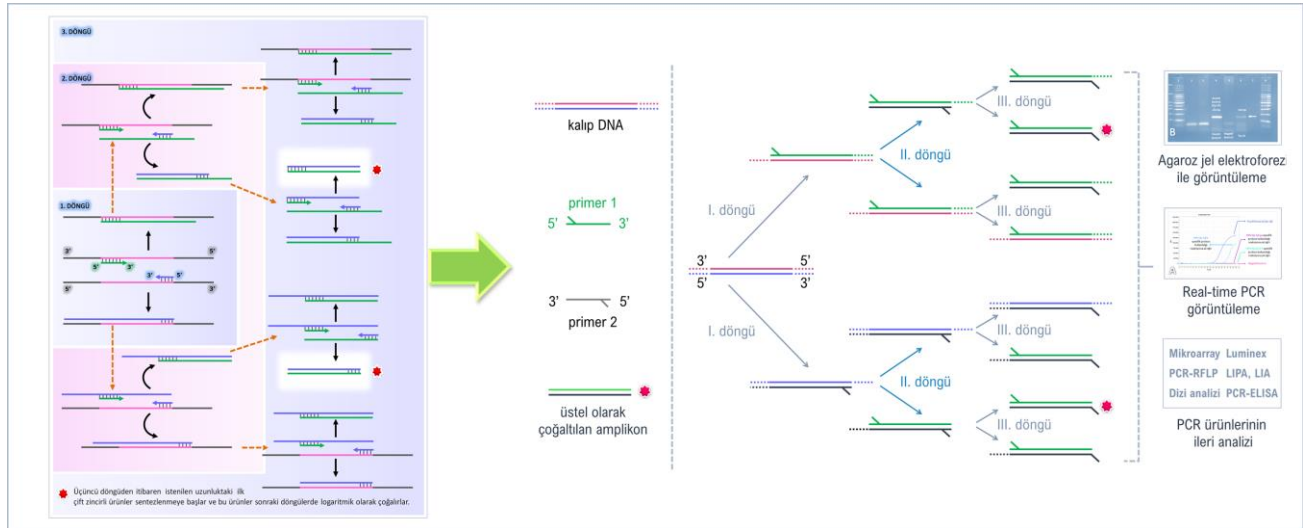 3. DÖNGÜ
2. DÖNGÜ
1. DÖNGÜ
3'
5'
5'
3'
3'
5'
5'
3'
Üçüncü döngüden itibaren istenilen uzunluktaki ilk
çift zincirli ürünler sentezlenmeye başlar ve bu ürünler sonraki döngülerde logaritmik olarak çoğalırlar.
kalıp DNA
primer 1
5' 3'
3' 5'
primer 2
üstel olarak
çoğaltılan amplikon
I. döngü
3' 5'
5' 3'
I. döngü
II. döngü
II. döngü
III. döngü
III. döngü
III. döngü
III. döngü
B
Agaroz jel elektroforezi
ile görüntüleme
Real-time PCR
görüntüleme
Mikroarray Luminex
PCR-RFLP LIPA, LIA
Dizi analizi PCR-ELISA
PCR ürünlerinin
ileri analizi